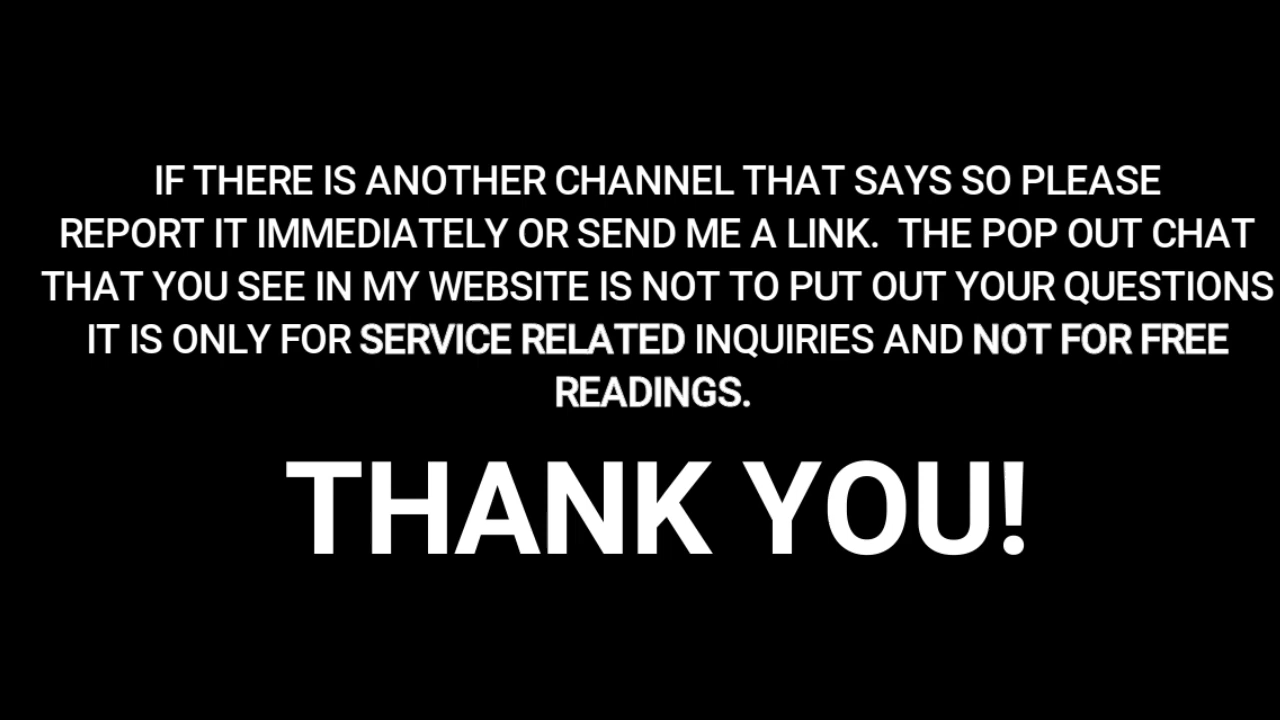 IF THERE IS ANOTHER CHANNEL THAT SAYS SO PLEASE
REPORT IT IMMEDIATELY OR SEND ME A LINK.  THE POP OUT CHAT
THAT YOU SEE IN MY WEBSITE IS NOT TO PUT OUT YOUR QUESTIONS
IT IS ONLY FOR SERVICE RELATED INQUIRIES AND NOT FOR FREE
READINGS.
THANK YOU!